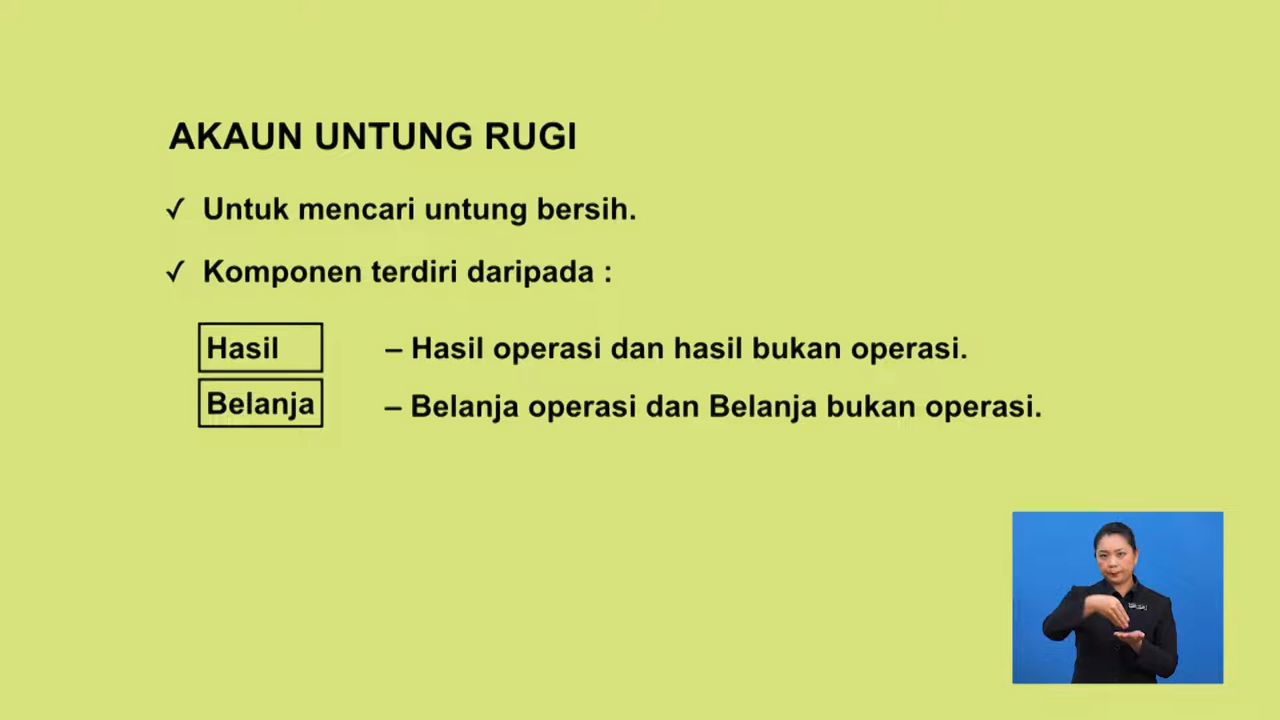 AKAUN UNTUNG RUGI
✓ Untuk mencari untung bersih.
✓ Komponen terdiri daripada :
Hasil – Hasil operasi dan hasil bukan operasi.
Belanja – Belanja operasi dan Belanja bukan operasi.